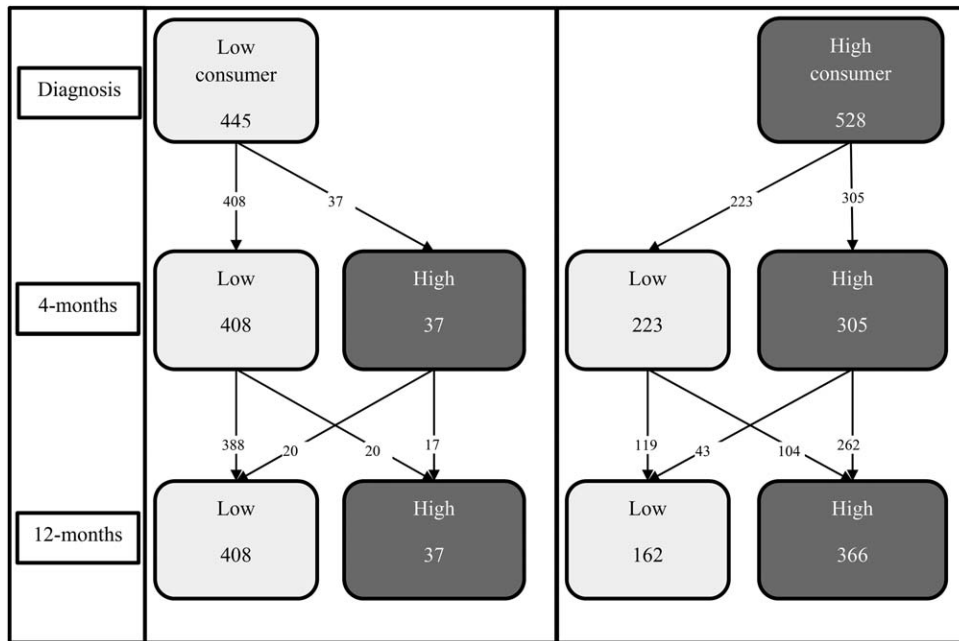 Diagnosis
Low
consumer
445
High
consumer
528
408
37
223
305
4-months
Low
408
High
37
Low
223
High
305
388
20
20
17
119
43
104
262
12-months
Low
408
High
37
Low
162
High
366